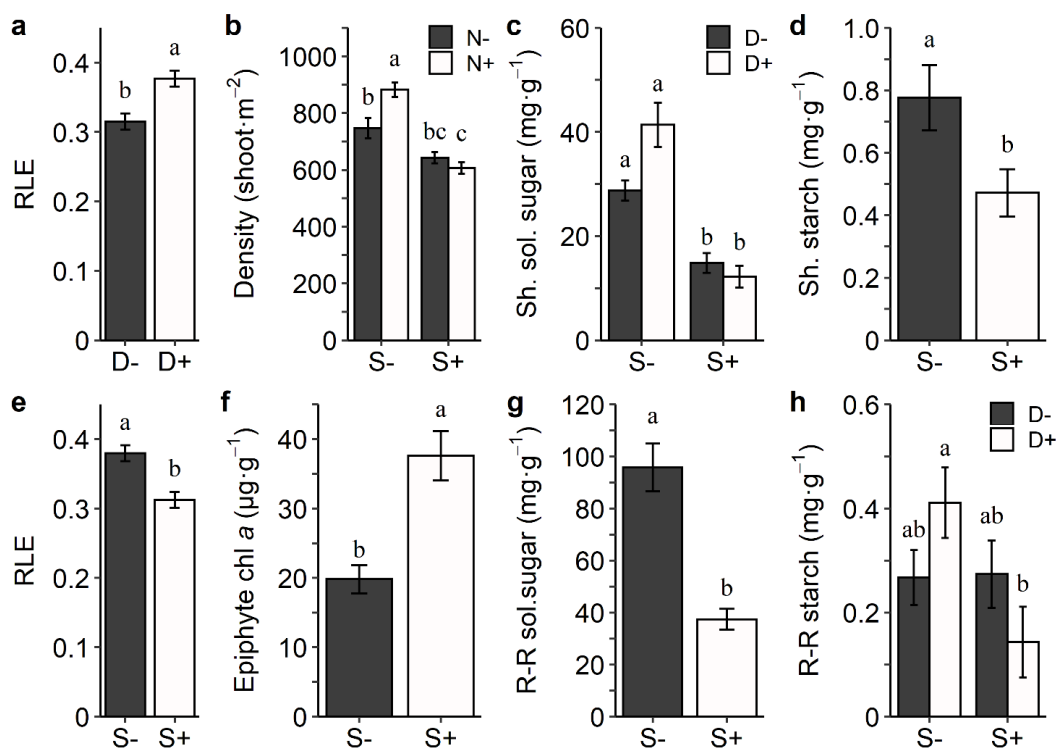 a
RLE
0.4
0.3
0.2
0.1
0
b
a
D- D+
b
Density (shoot·m⁻²)
1000
800
600
400
200
0
N-
N+
b
a
bc
c
S- S+
c
Sh. sol. sugar (mg·g⁻¹)
60
40
20
0
D-
D+
a
a
b
b
S- S+
d
Sh. starch (mg·g⁻¹)
1.0
0.8
0.6
0.4
0.2
0
a
b
S- S+
e
RLE
0.4
0.3
0.2
0.1
0
a
b
S- S+
f
Epiphyte chl a (µg·g⁻¹)
40
30
20
10
0
b
a
S- S+
g
R-R sol.sugar (mg·g⁻¹)
120
100
80
60
40
20
0
a
b
S- S+
h
R-R starch (mg·g⁻¹)
0.6
0.4
0.2
0
D-
D+
ab
a
ab
b
S- S+